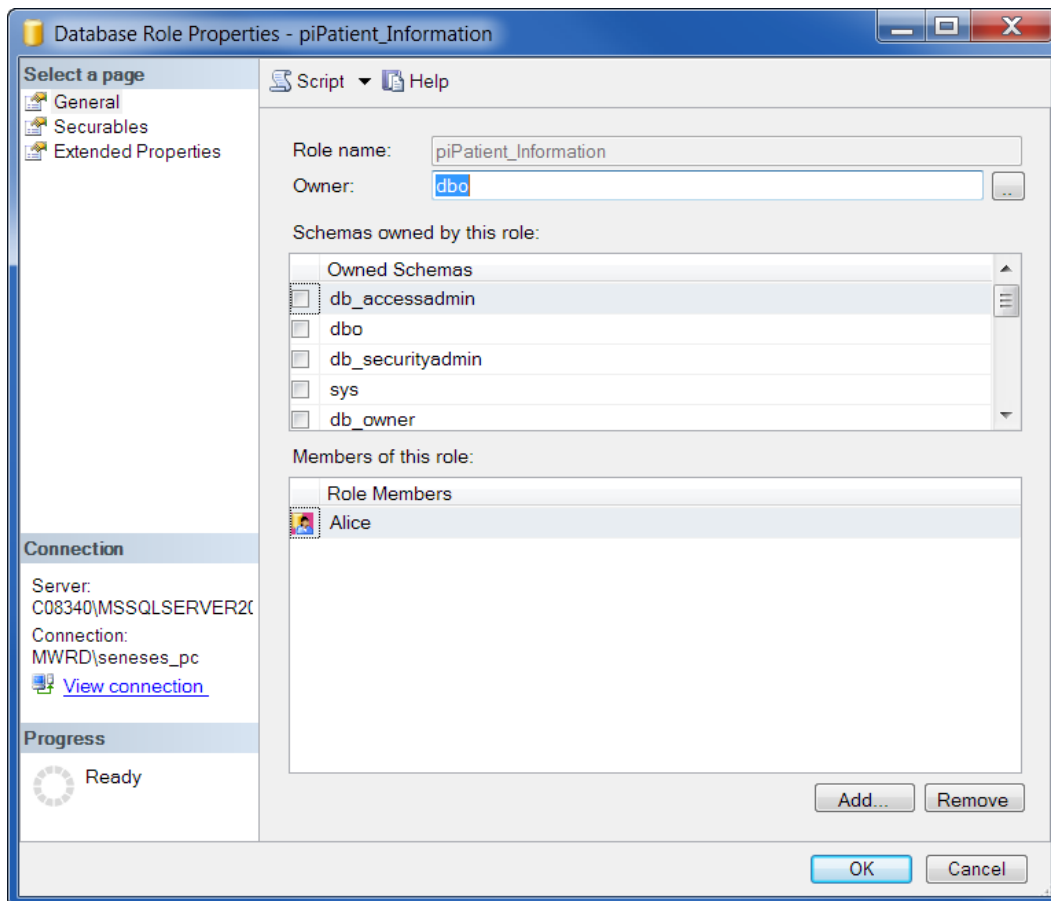 Database Role Properties - piPatient_Information
Select a page
General
Securables
Extended Properties
Script
Help
Role name:
piPatient_Information
Owner:
dbo
..
Schemas owned by this role:
Owned Schemas
db_accessadmin
dbo
db_securityadmin
sys
db_owner
Members of this role:
Role Members
Alice
Connection
Server:
C08340\MSSQLSERVER20
Connection:
MWRD\seneses_pc
View connection
Progress
Ready
Add...
Remove
OK
Cancel